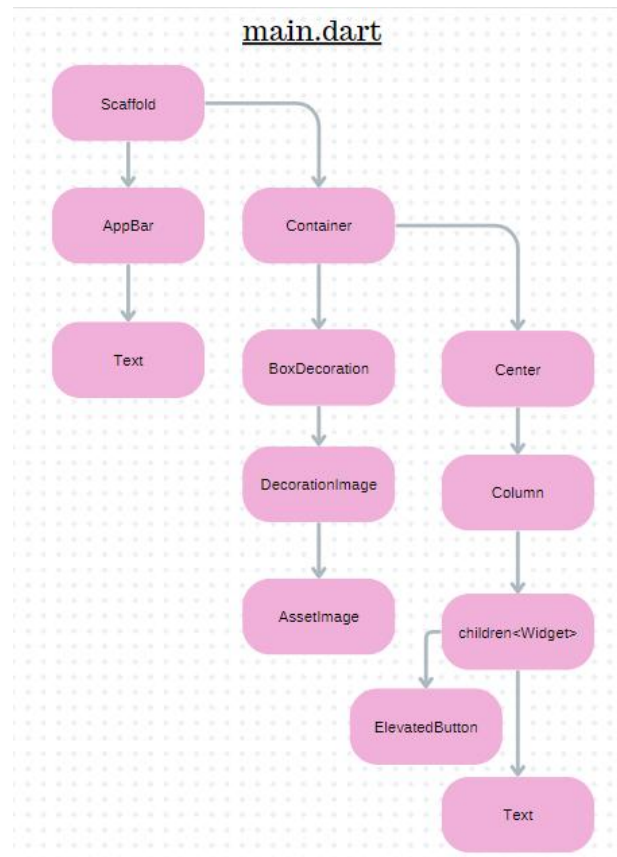 main.dart
Scaffold
AppBar
Container
Text
BoxDecoration
Center
DecorationImage
Column
AssetImage
children<Widget>
ElevatedButton
Text